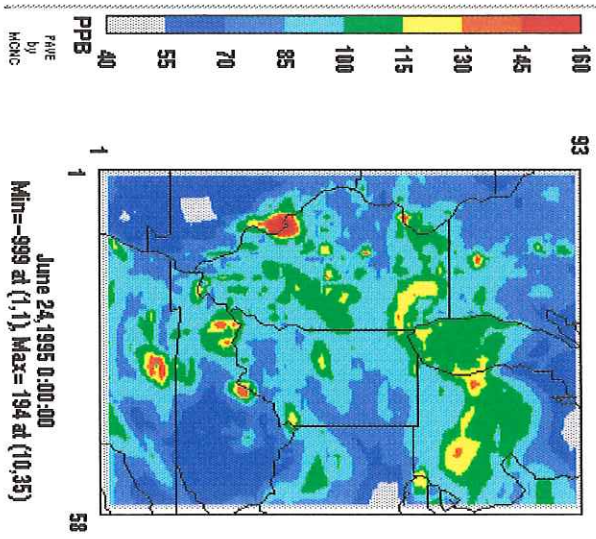 PPB
PAVE
by
MCNC
40
55
70
85
100
115
130
145
160
93
1
1
58
June 24,1995 0:00:00
Min=-999 at (1,1), Max= 194 at (10,35)